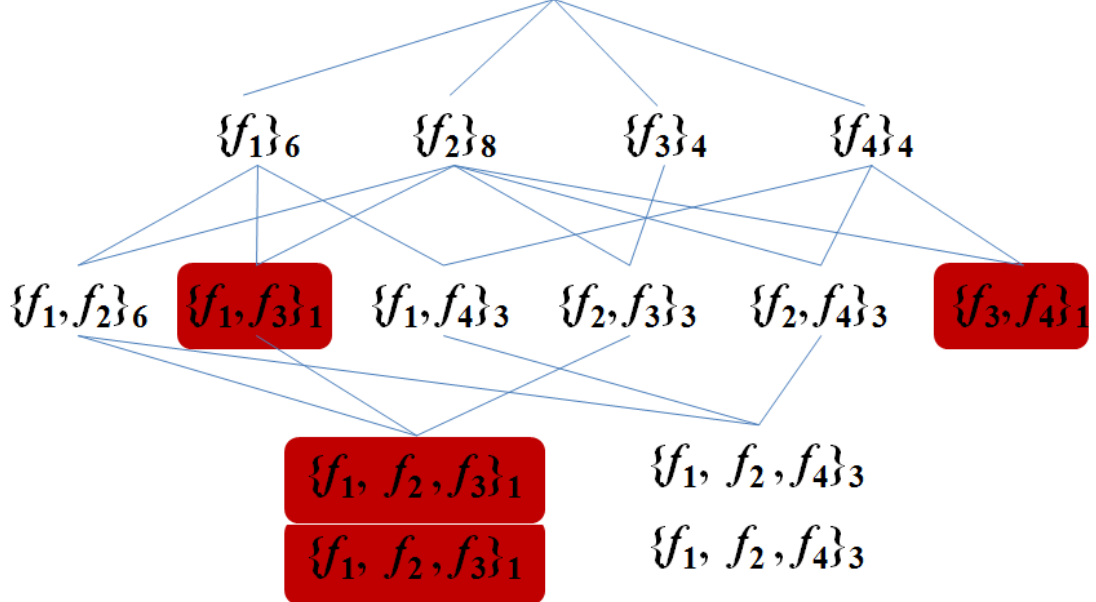 {f₁}₆ {f₂}₈ {f₃}₄ {f₄}₄
{f₁,f₂}₆ {f₁,f₃}₁ {f₁,f₄}₃ {f₂,f₃}₃ {f₂,f₄}₃ {f₃,f₄}₁
{f₁, f₂ ,f₃}₁ {f₁, f₂ ,f₄}₃
{f₁, f₂ ,f₃}₁ {f₁, f₂ ,f₄}₃